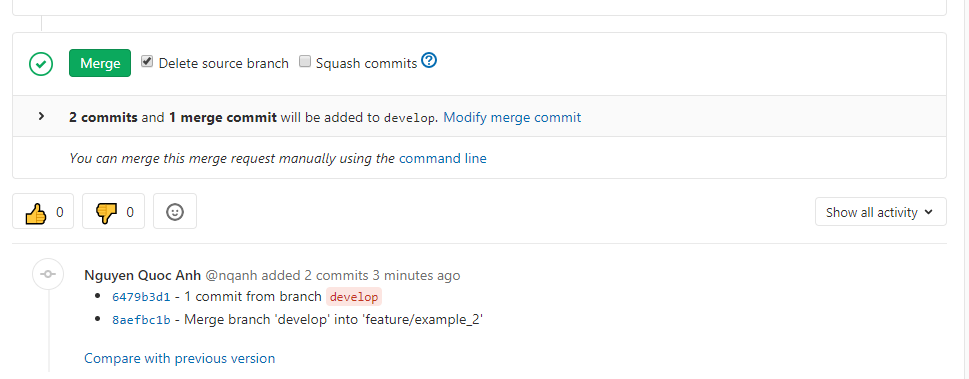 Merge Delete source branch Squash commits ?
2 commits and 1 merge commit will be added to develop. Modify merge commit
You can merge this merge request manually using the command line
0 0 Show all activity
Nguyen Quoc Anh @nqanh added 2 commits 3 minutes ago
• 6479b3d1 - 1 commit from branch develop
• 8aefbc1b - Merge branch 'develop' into 'feature/example_2'
Compare with previous version